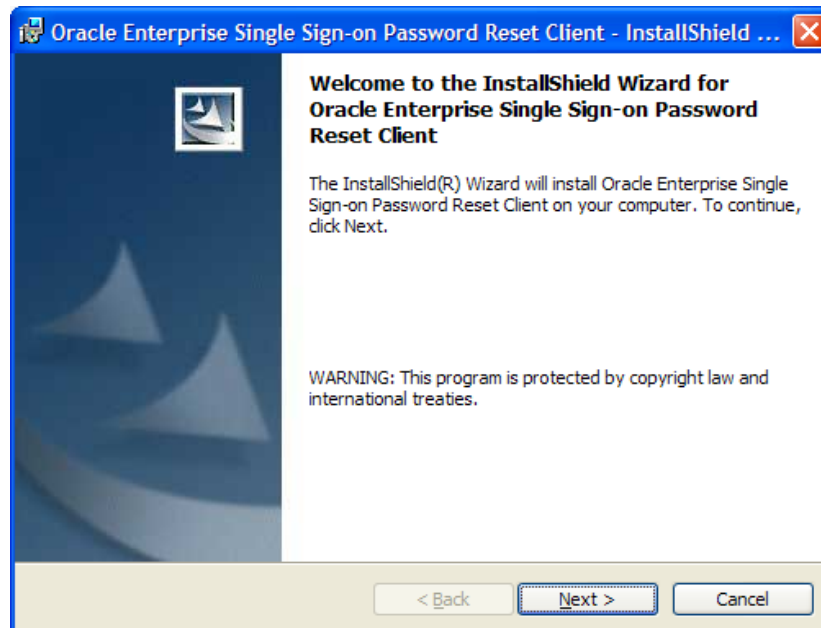 Oracle Enterprise Single Sign-on Password Reset Client - InstallShield ...
Welcome to the InstallShield Wizard for
Oracle Enterprise Single Sign-on Password
Reset Client
The InstallShield(R) Wizard will install Oracle Enterprise Single
Sign-on Password Reset Client on your computer. To continue,
click Next.
WARNING: This program is protected by copyright law and
international treaties.
< Back Next > Cancel